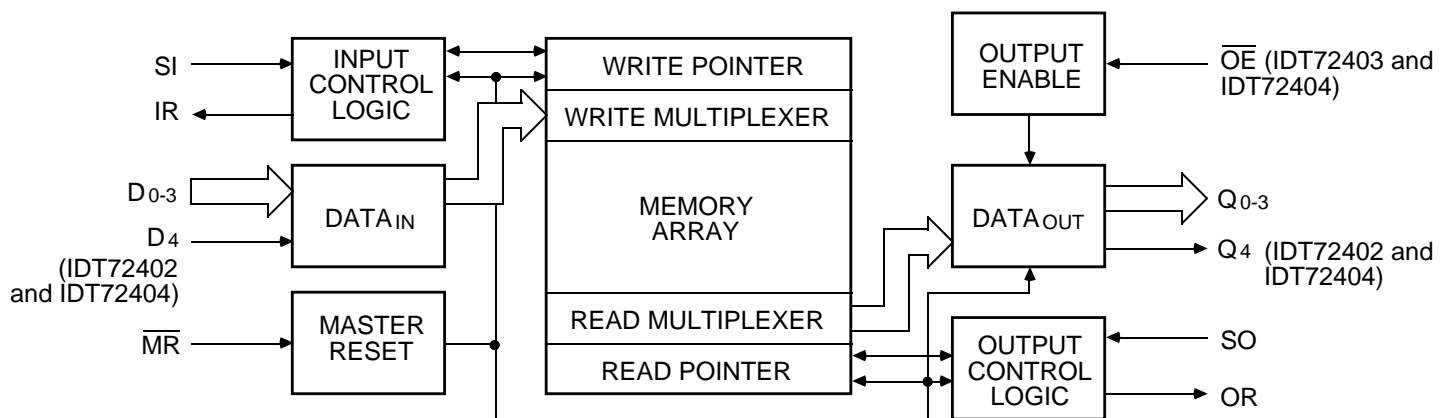 SI
IR
D0-3
D4
(IDT72402
and IDT72404)
M̅R̅
INPUT
CONTROL
LOGIC
DATAIN
MASTER
RESET
WRITE POINTER
WRITE MULTIPLEXER
MEMORY
ARRAY
READ MULTIPLEXER
READ POINTER
OUTPUT
ENABLE
DATAOUT
OUTPUT
CONTROL
LOGIC
O̅E̅ (IDT72403 and
IDT72404)
Q0-3
Q4 (IDT72402 and
IDT72404)
SO
OR